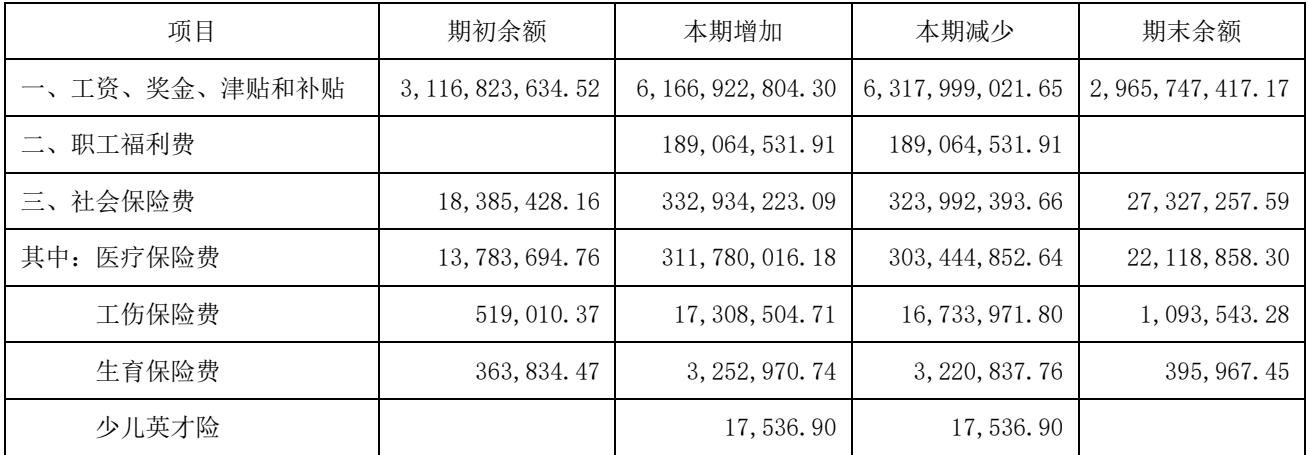 项目 期初余额 本期增加 本期减少 期末余额
一、工资、奖金、津贴和补贴 3,116,823,634.52 6,166,922,804.30 6,317,999,021.65 2,965,747,417.17
二、职工福利费 189,064,531.91 189,064,531.91
三、社会保险费 18,385,428.16 332,934,223.09 323,992,393.66 27,327,257.59
其中：医疗保险费 13,783,694.76 311,780,016.18 303,444,852.64 22,118,858.30
工伤保险费 519,010.37 17,308,504.71 16,733,971.80 1,093,543.28
生育保险费 363,834.47 3,252,970.74 3,220,837.76 395,967.45
少儿英才险 17,536.90 17,536.90